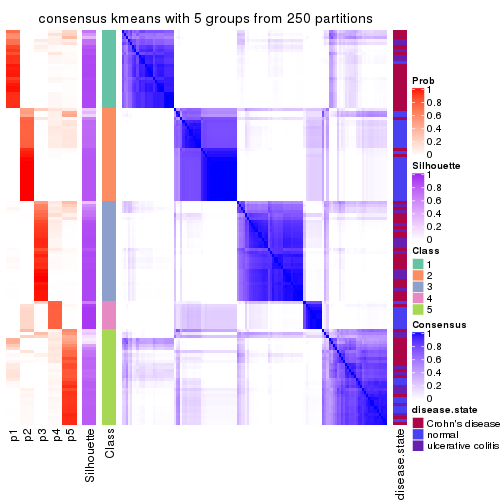 consensus kmeans with 5 groups from 250 partitions
p1
p2
p3
p4
p5
Silhouette
Class
disease.state
Prob
1
0.8
0.6
0.4
0.2
0
Silhouette
1
0.8
0.6
0.4
0.2
0
Class
1
2
3
4
5
Consensus
1
0.8
0.6
0.4
0.2
0
disease.state
Crohn's disease
normal
ulcerative colitis